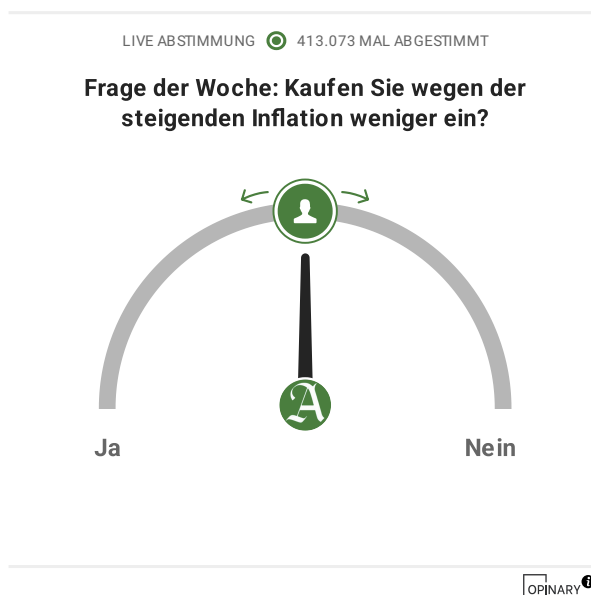 LIVE ABSTIMMUNG 413.073 MAL ABGESTIMMT
Frage der Woche: Kaufen Sie wegen der
steigenden Inflation weniger ein?
A
Ja Nein
OPINARY i